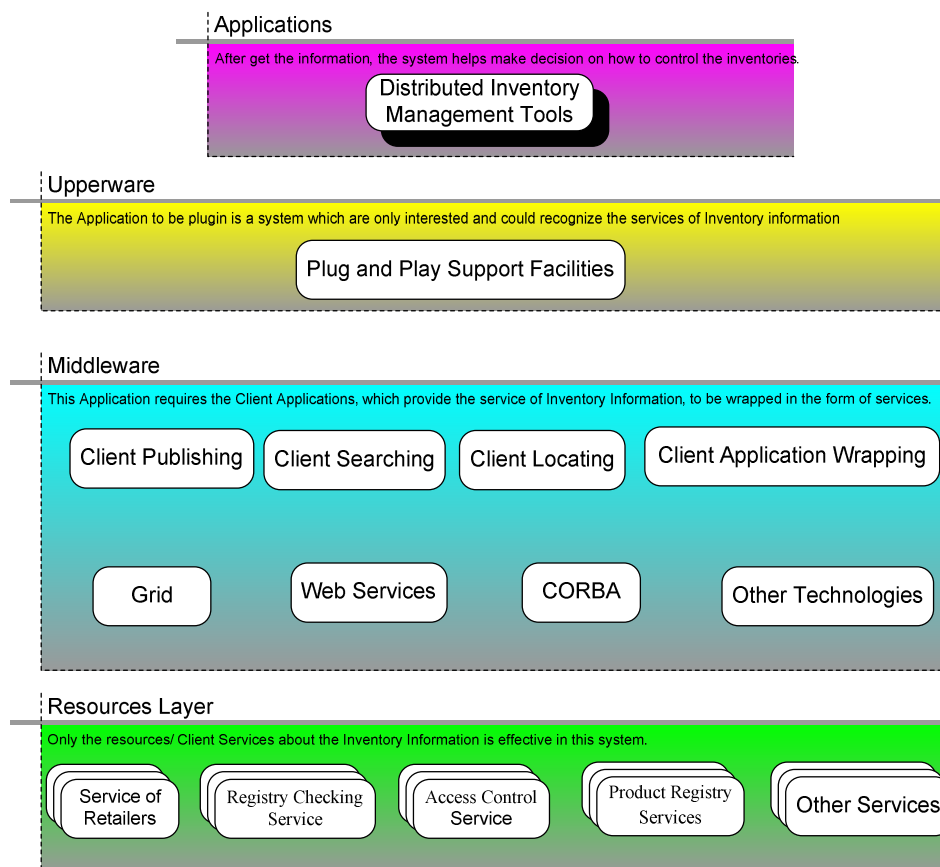 Applications
After get the information, the system helps make decision on how to control the inventories.
Distributed Inventory
Management Tools
Upperware
The Application to be plugin is a system which are only interested and could recognize the services of Inventory information
Plug and Play Support Facilities
Middleware
This Application requires the Client Applications, which provide the service of Inventory Information, to be wrapped in the form of services.
Client Publishing
Client Searching
Client Locating
Client Application Wrapping
Grid
Web Services
CORBA
Other Technologies
Resources Layer
Only the resources/ Client Services about the Inventory Information is effective in this system.
Service of
Retailers
Registry Checking
Service
Access Control
Service
Product Registry
Services
Other Services